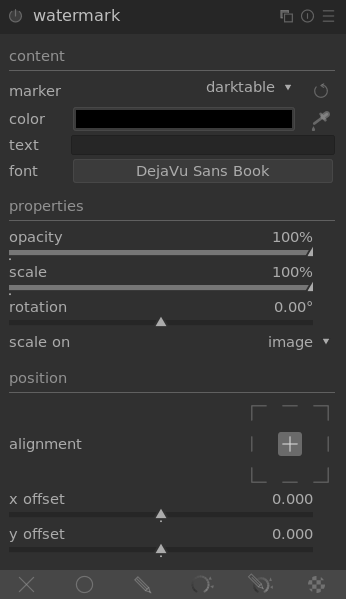 watermark
content
marker darktable
color
text
font DejaVu Sans Book
properties
opacity 100%
scale 100%
rotation 0.00°
scale on image
position
alignment
x offset 0.000
y offset 0.000